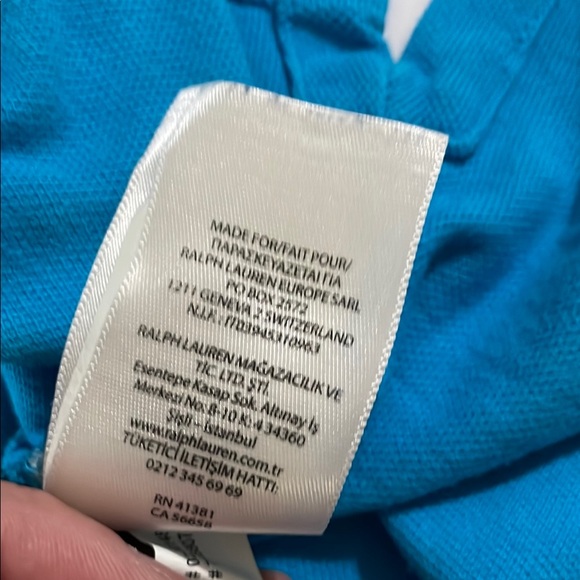 MADE FOR/FAIT POUR/
ΠΑΡΑΣΚΕΥΑΖΕΤΑΙ ΓΙΑ
RALPH LAUREN EUROPE SARL
PO BOX 2572
1211 GENEVA 2 SWITZERLAND
N.I.F.: IT03945310963
RALPH LAUREN MAĞAZACILIK VE
TİC. LTD. ŞTİ.
Esentepe Kasap Sok. Altunay İş
Merkezi No: 8-10 K: 4 34360
Şişli - İstanbul
www.ralphlauren.com.tr
TÜKETİCİ İLETİŞİM HATTI:
0212 345 69 69
RN 41381
CA 56658